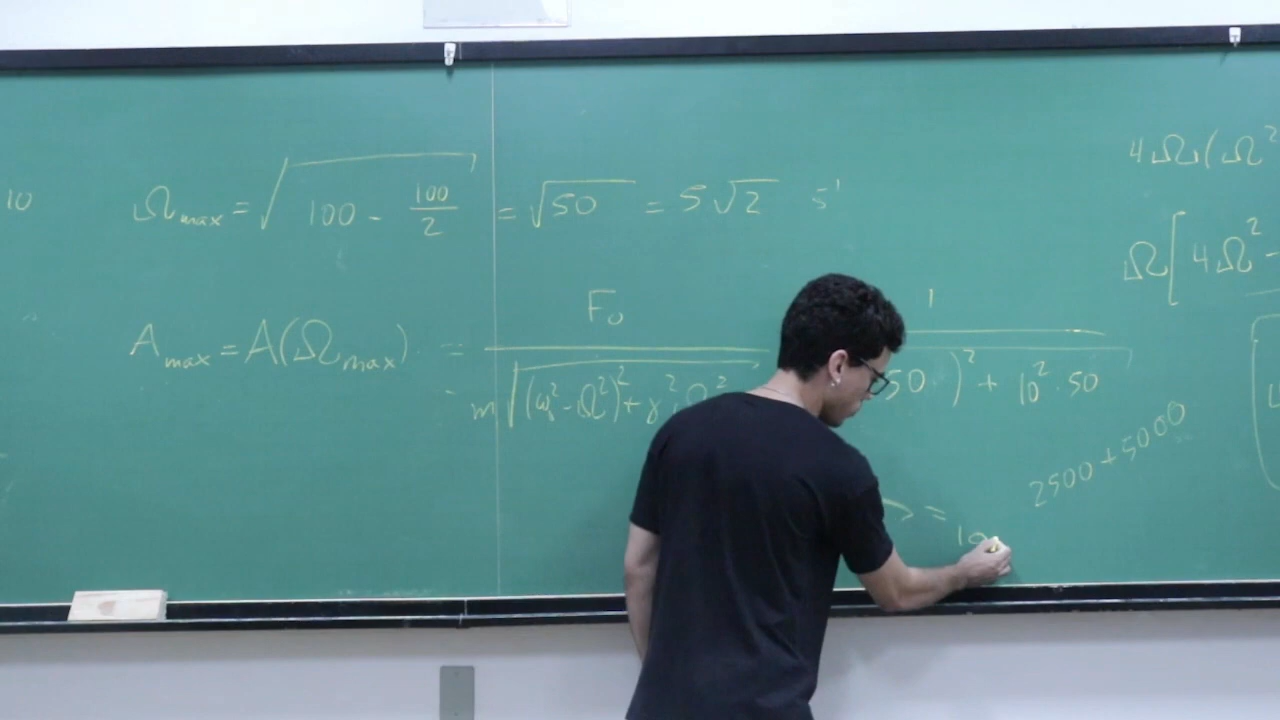 10
Ω_max = √(100 - 100/2) = √50 = 5√2 s⁻¹
4Ω(Ω²
Ω[4Ω² -
A_max = A(Ω_max) = F₀ / m√((ω₀² - Ω²)² + γ²Ω²
1
50)² + 10² · 50
2500 + 5000
=
10